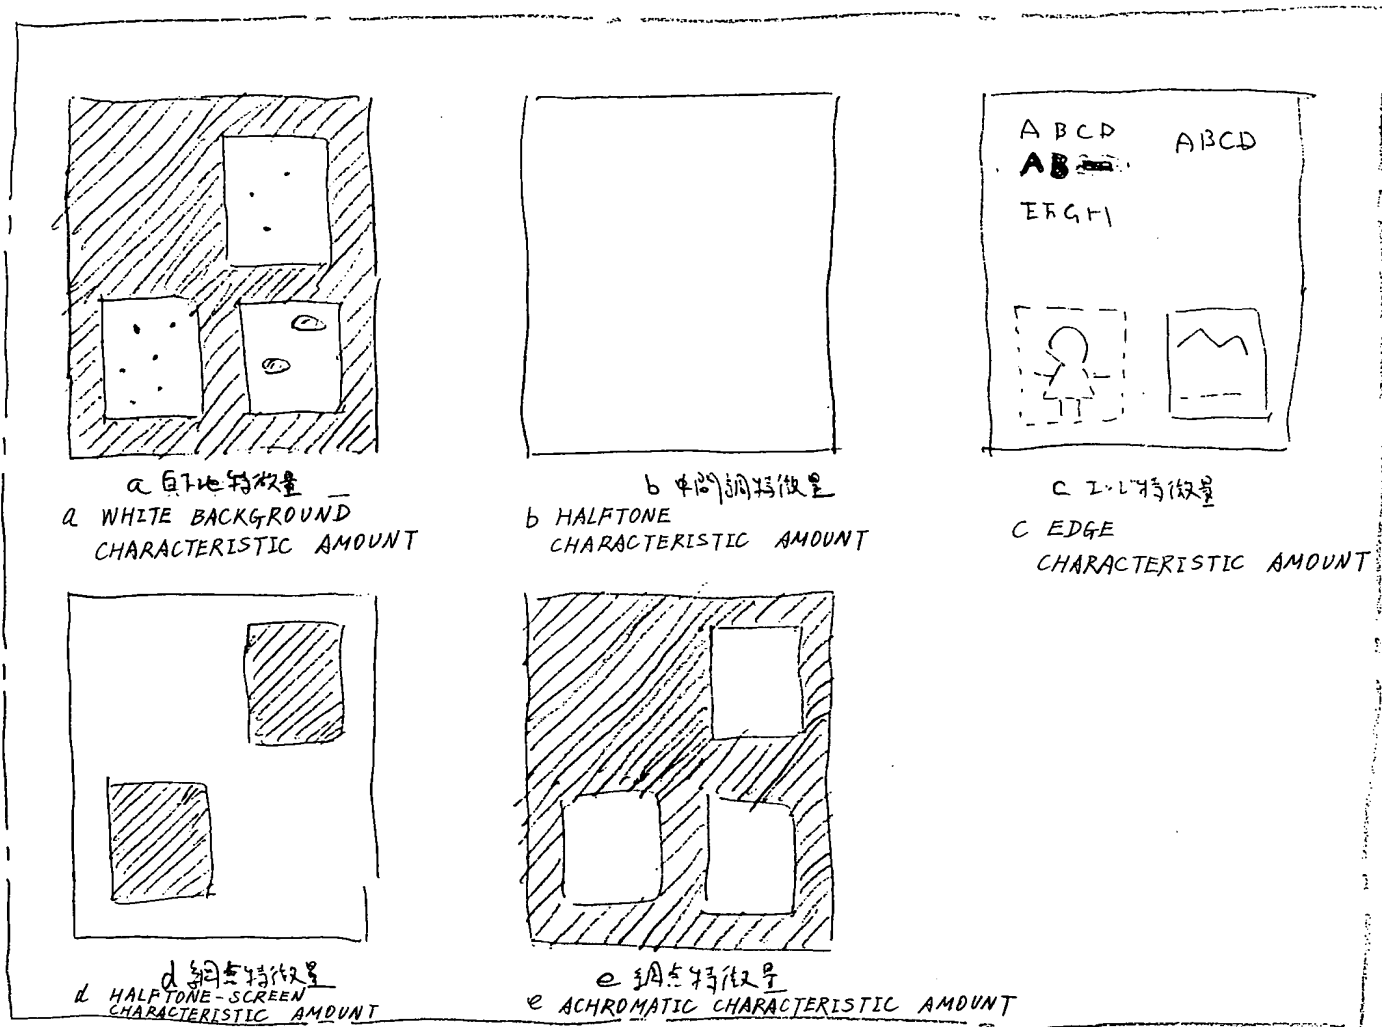 A B C D
ABCD
AB
EFGH
a 白下地特徴量
a WHITE BACKGROUND
CHARACTERISTIC AMOUNT
b 中間調特徴量
b HALFTONE
CHARACTERISTIC AMOUNT
c エッジ特徴量
C EDGE
CHARACTERISTIC AMOUNT
d 網点特徴量
d HALFTONE-SCREEN
CHARACTERISTIC AMOUNT
e 網点特徴量
e ACHROMATIC CHARACTERISTIC AMOUNT